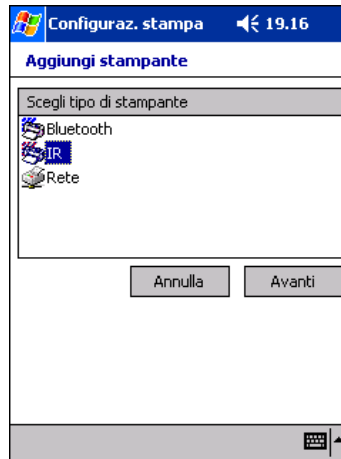 Configuraz. stampa 19.16
Aggiungi stampante
Scegli tipo di stampante
Bluetooth
IR
Rete
Annulla Avanti